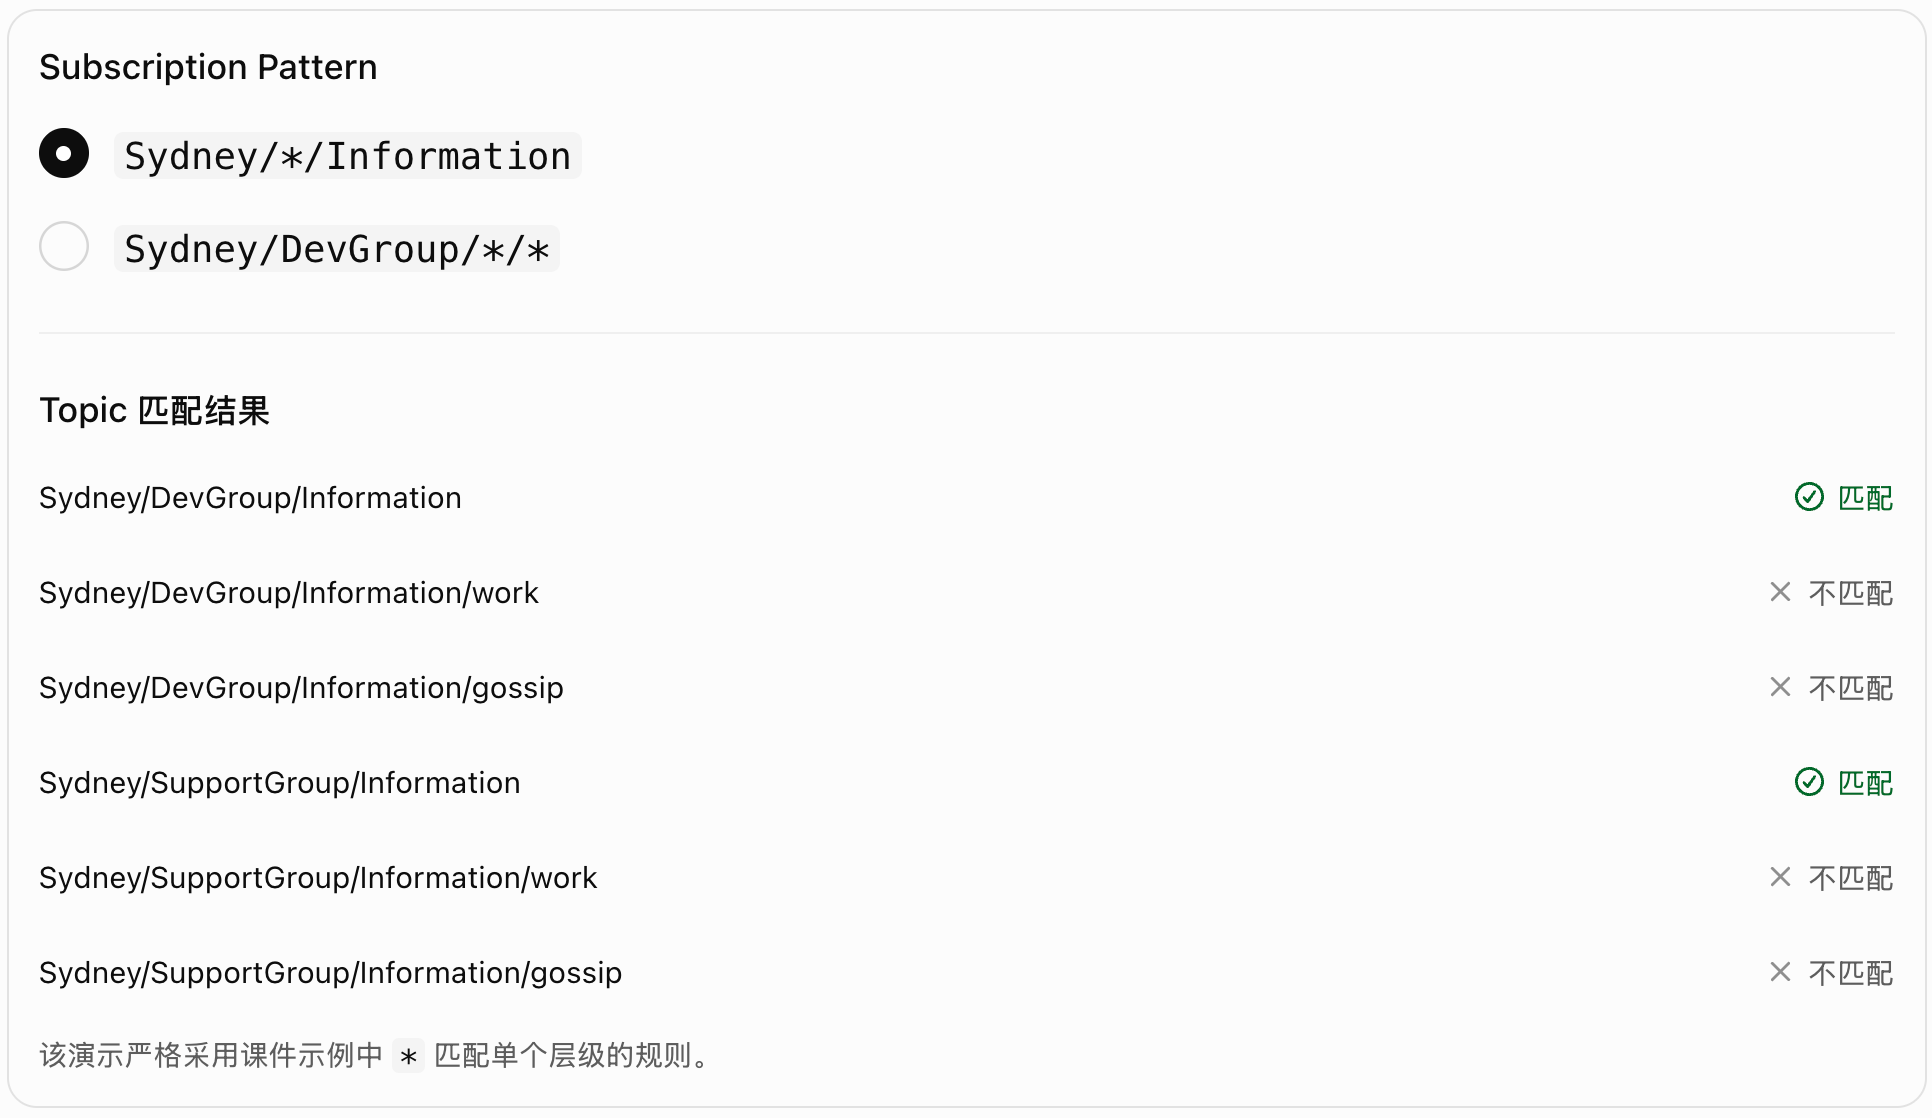 Subscription Pattern
Sydney/*/Information
Sydney/DevGroup/*/*
Topic 匹配结果
Sydney/DevGroup/Information 匹配
Sydney/DevGroup/Information/work 不匹配
Sydney/DevGroup/Information/gossip 不匹配
Sydney/SupportGroup/Information 匹配
Sydney/SupportGroup/Information/work 不匹配
Sydney/SupportGroup/Information/gossip 不匹配
该演示严格采用课件示例中 * 匹配单个层级的规则。